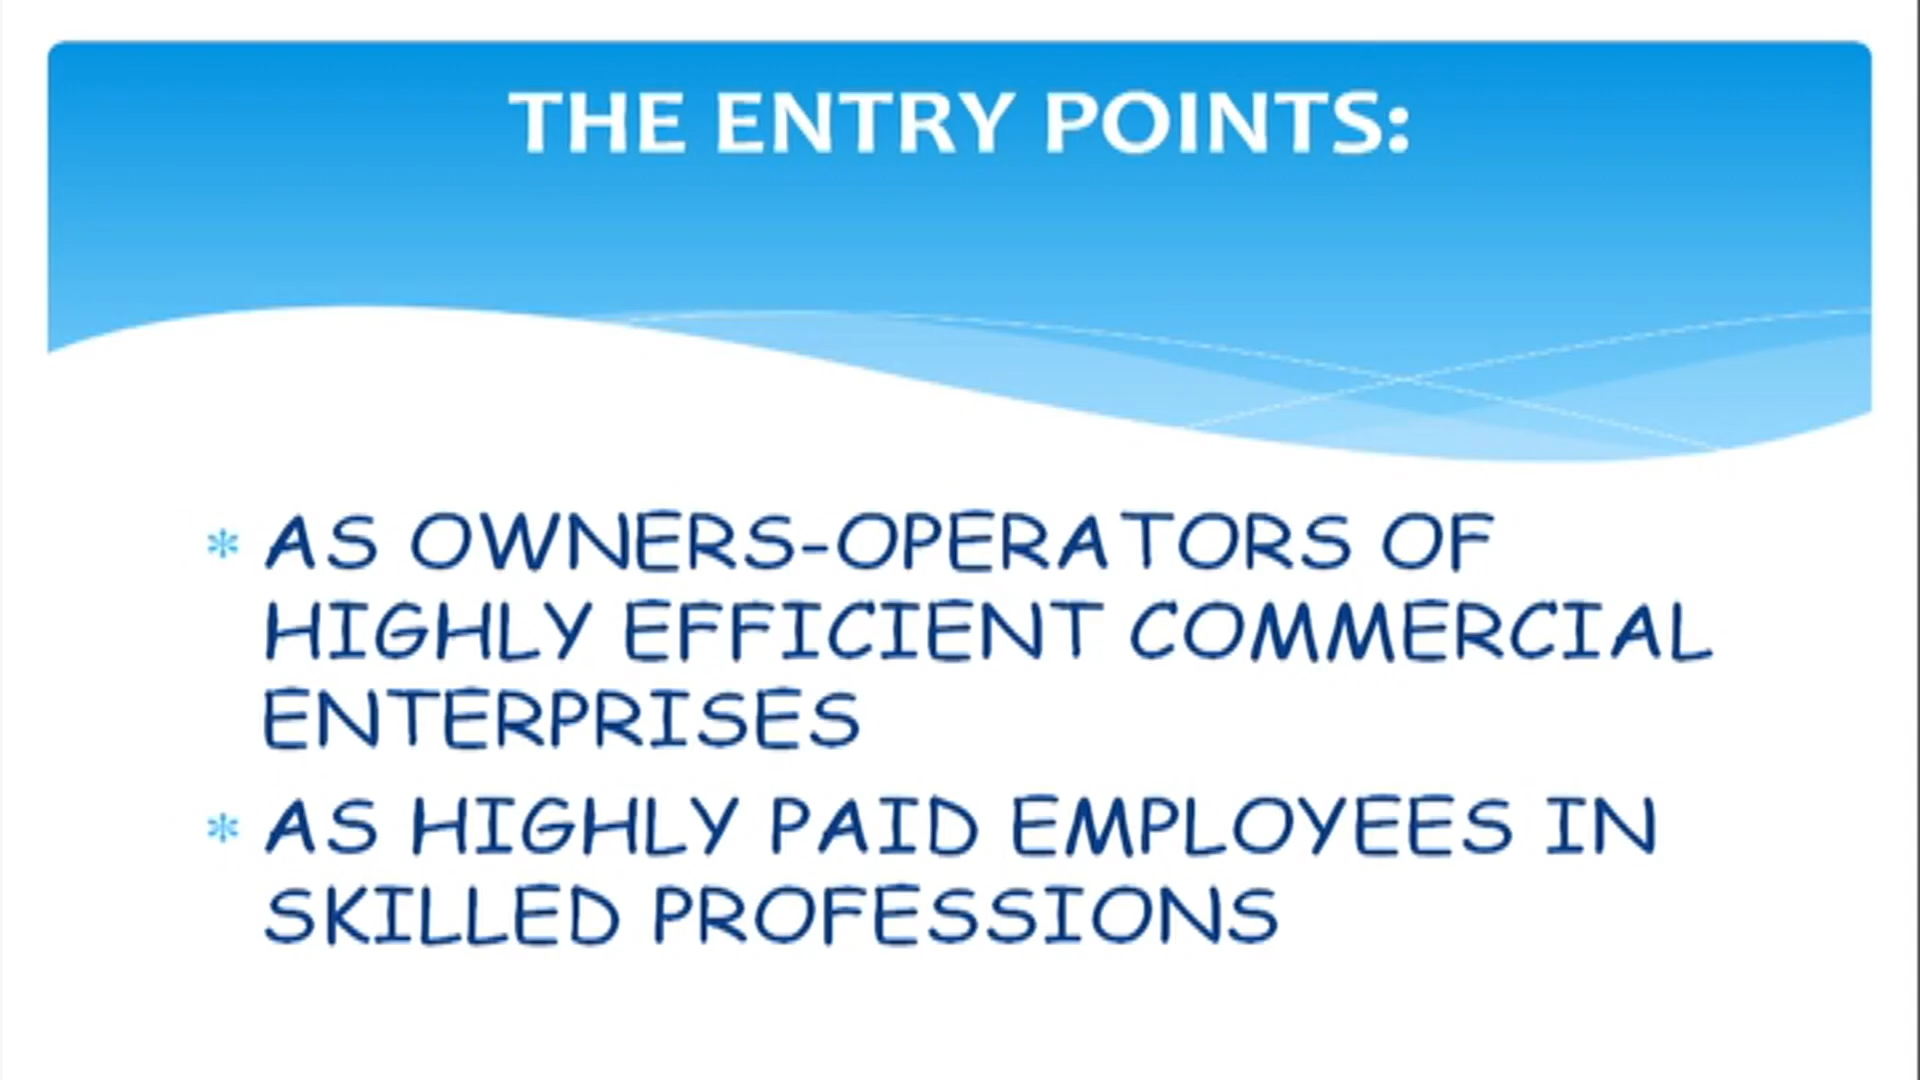 THE ENTRY POINTS:
* AS OWNERS-OPERATORS OF
HIGHLY EFFICIENT COMMERCIAL
ENTERPRISES
* AS HIGHLY PAID EMPLOYEES IN
SKILLED PROFESSIONS